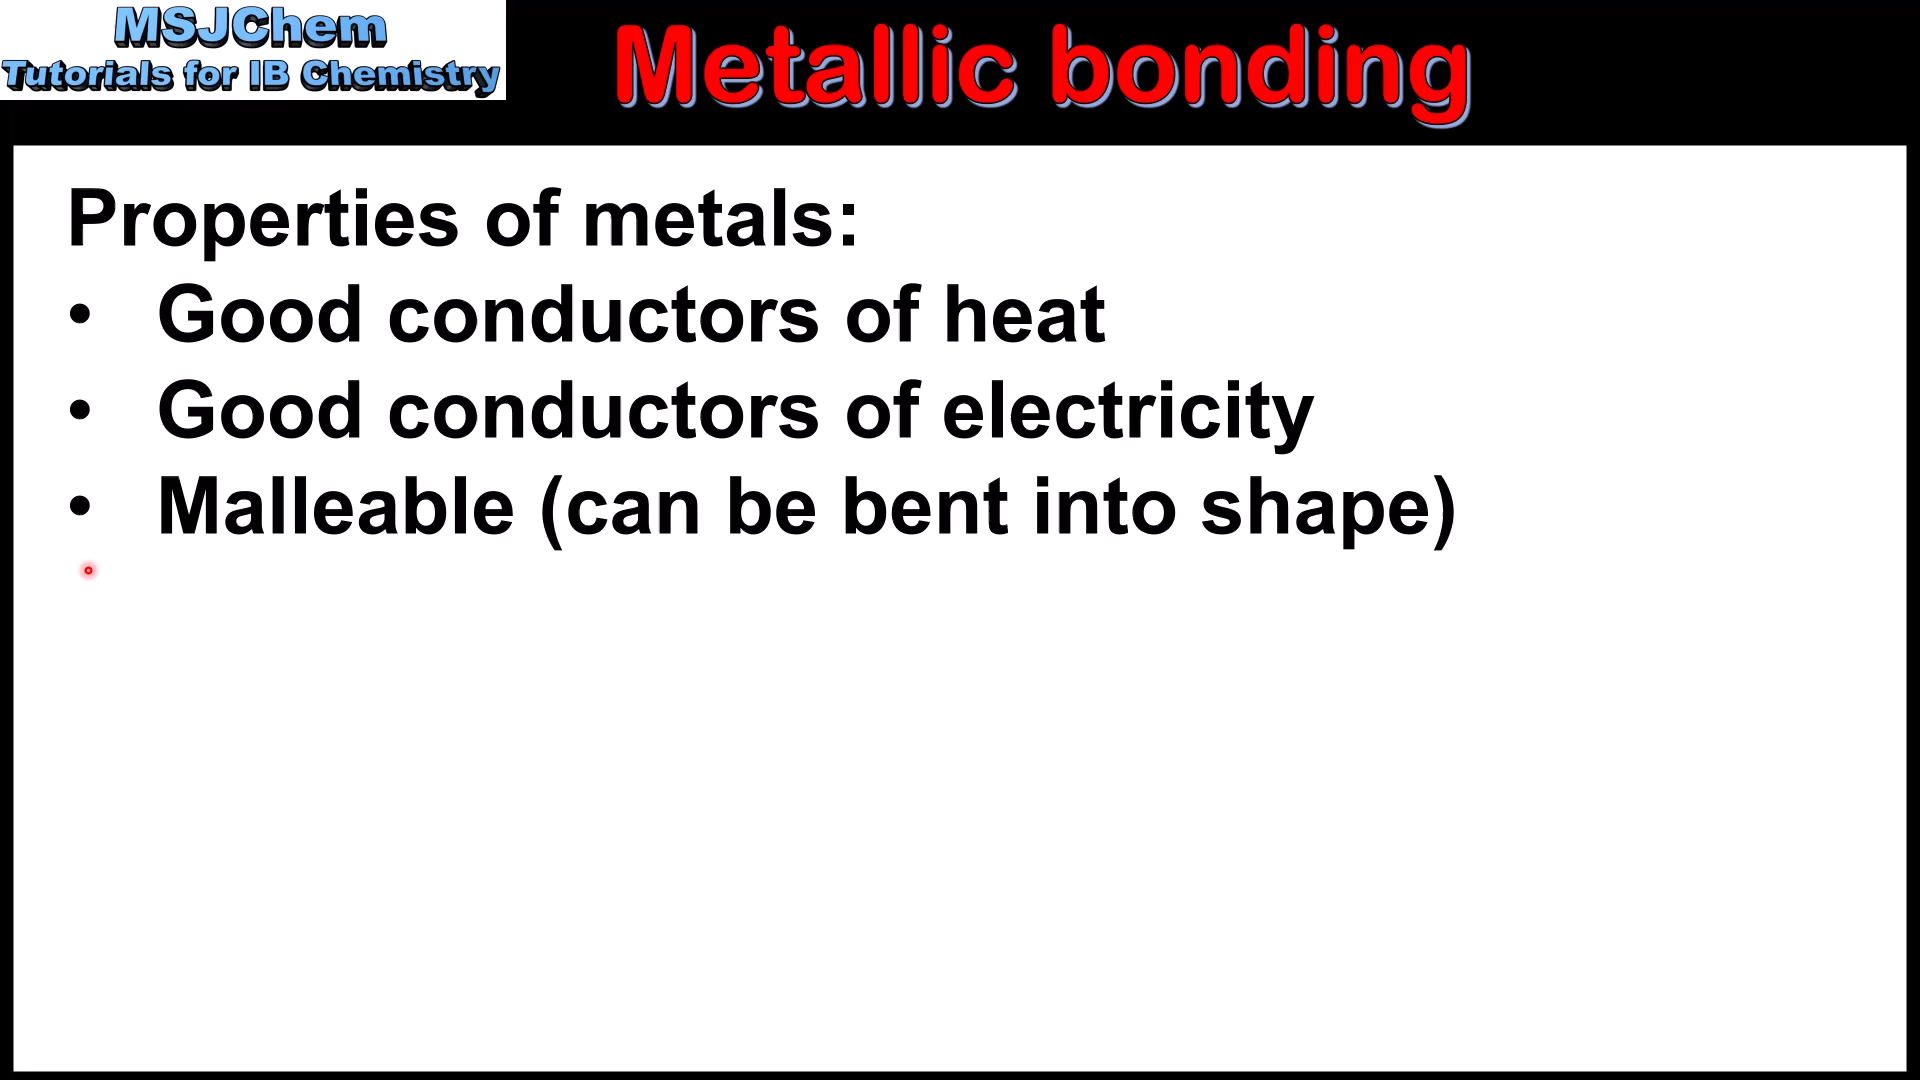 MSJChem
Tutorials for IB Chemistry
Metallic bonding
Properties of metals:
• Good conductors of heat
• Good conductors of electricity
• Malleable (can be bent into shape)